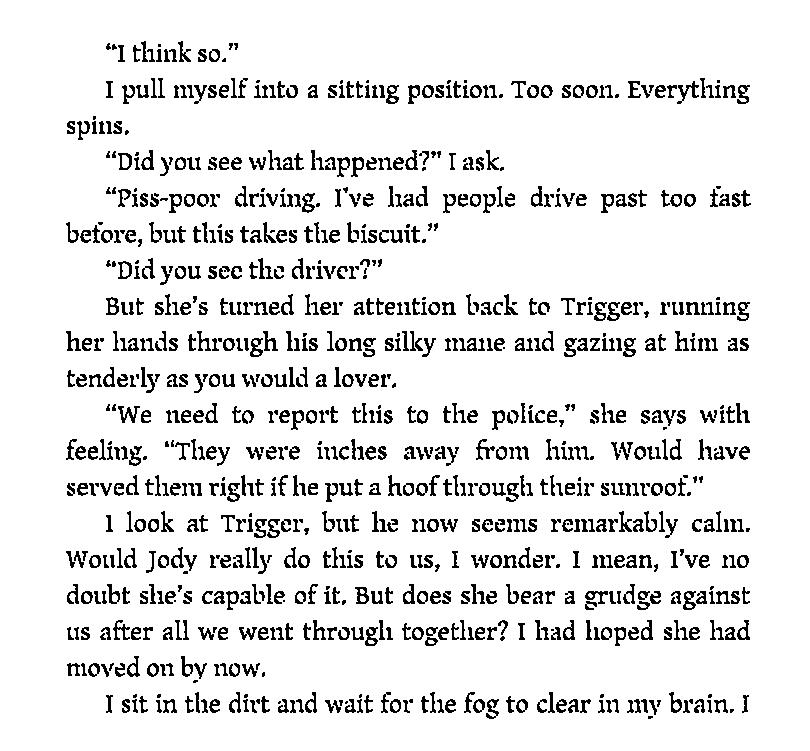 “I think so.”
I pull myself into a sitting position. Too soon. Everything
spins.
“Did you see what happened?” I ask.
“Piss-poor driving. I’ve had people drive past too fast
before, but this takes the biscuit.”
“Did you see the driver?”
But she’s turned her attention back to Trigger, running
her hands through his long silky mane and gazing at him as
tenderly as you would a lover.
“We need to report this to the police,” she says with
feeling. “They were inches away from him. Would have
served them right if he put a hoof through their sunroof.”
I look at Trigger, but he now seems remarkably calm.
Would Jody really do this to us, I wonder. I mean, I’ve no
doubt she’s capable of it. But does she bear a grudge against
us after all we went through together? I had hoped she had
moved on by now.
I sit in the dirt and wait for the fog to clear in my brain. I